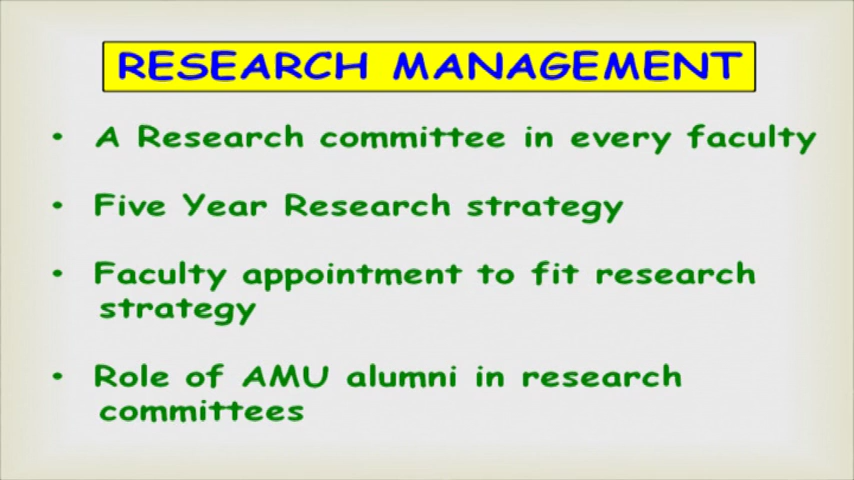 RESEARCH MANAGEMENT
• A Research committee in every faculty
• Five Year Research strategy
• Faculty appointment to fit research
strategy
• Role of AMU alumni in research
committees